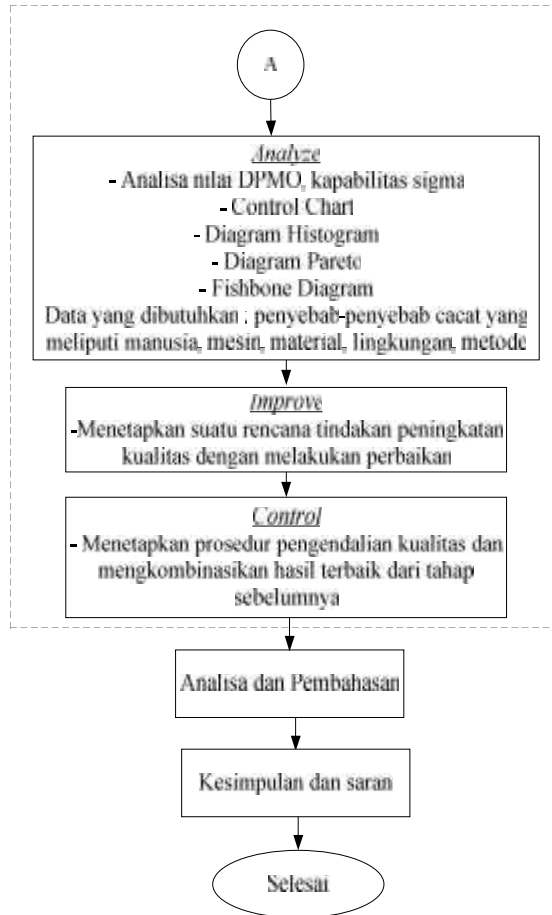 A
Analyze
- Analisa nilai DPMO, kapabilitas sigma
- Control Chart
- Diagram Histogram
- Diagram Pareto
- Fishbone Diagram
Data yang dibutuhkan : penyebab-penyebab cacat yang
meliputi manusia, mesin, material, lingkungan, metode
Improve
-Menetapkan suatu rencana tindakan peningkatan
kualitas dengan melakukan perbaikan
Control
- Menetapkan prosedur pengendalian kualitas dan
mengkombinasikan hasil terbaik dari tahap
sebelumnya
Analisa dan Pembahasan
Kesimpulan dan saran
Selesai